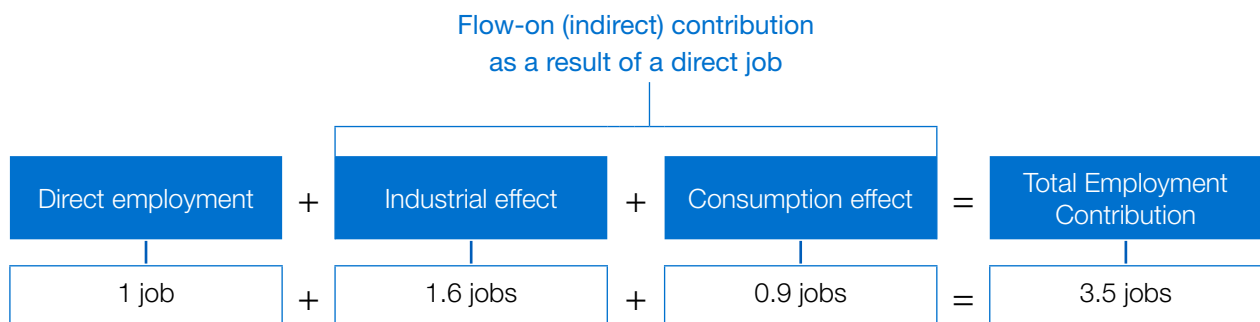 Flow-on (indirect) contribution
as a result of a direct job
Direct employment + Industrial effect + Consumption effect = Total Employment
Contribution
1 job + 1.6 jobs + 0.9 jobs = 3.5 jobs